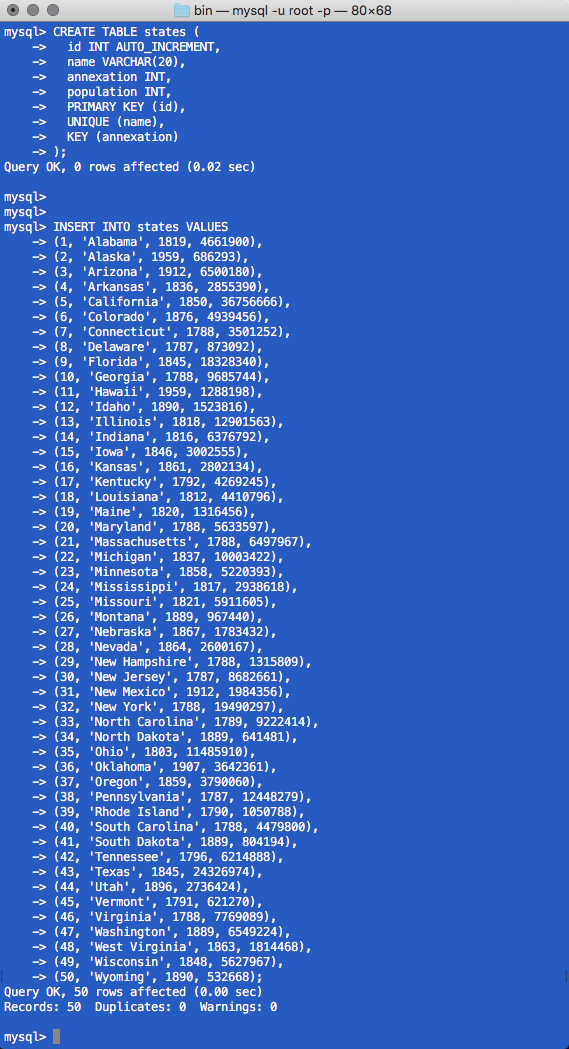 bin — mysql -u root -p — 80×68
mysql> CREATE TABLE states (
    ->   id INT AUTO_INCREMENT,
    ->   name VARCHAR(20),
    ->   annexation INT,
    ->   population INT,
    ->   PRIMARY KEY (id),
    ->   UNIQUE (name),
    ->   KEY (annexation)
    -> );
Query OK, 0 rows affected (0.02 sec)

mysql>
mysql>
mysql> INSERT INTO states VALUES
    -> (1, 'Alabama', 1819, 4661900),
    -> (2, 'Alaska', 1959, 686293),
    -> (3, 'Arizona', 1912, 6500180),
    -> (4, 'Arkansas', 1836, 2855390),
    -> (5, 'California', 1850, 36756666),
    -> (6, 'Colorado', 1876, 4939456),
    -> (7, 'Connecticut', 1788, 3501252),
    -> (8, 'Delaware', 1787, 873092),
    -> (9, 'Florida', 1845, 18328340),
    -> (10, 'Georgia', 1788, 9685744),
    -> (11, 'Hawaii', 1959, 1288198),
    -> (12, 'Idaho', 1890, 1523816),
    -> (13, 'Illinois', 1818, 12901563),
    -> (14, 'Indiana', 1816, 6376792),
    -> (15, 'Iowa', 1846, 3002555),
    -> (16, 'Kansas', 1861, 2802134),
    -> (17, 'Kentucky', 1792, 4269245),
    -> (18, 'Louisiana', 1812, 4410796),
    -> (19, 'Maine', 1820, 1316456),
    -> (20, 'Maryland', 1788, 5633597),
    -> (21, 'Massachusetts', 1788, 6497967),
    -> (22, 'Michigan', 1837, 10003422),
    -> (23, 'Minnesota', 1858, 5220393),
    -> (24, 'Mississippi', 1817, 2938618),
    -> (25, 'Missouri', 1821, 5911605),
    -> (26, 'Montana', 1889, 967440),
    -> (27, 'Nebraska', 1867, 1783432),
    -> (28, 'Nevada', 1864, 2600167),
    -> (29, 'New Hampshire', 1788, 1315809),
    -> (30, 'New Jersey', 1787, 8682661),
    -> (31, 'New Mexico', 1912, 1984356),
    -> (32, 'New York', 1788, 19490297),
    -> (33, 'North Carolina', 1789, 9222414),
    -> (34, 'North Dakota', 1889, 641481),
    -> (35, 'Ohio', 1803, 11485910),
    -> (36, 'Oklahoma', 1907, 3642361),
    -> (37, 'Oregon', 1859, 3790060),
    -> (38, 'Pennsylvania', 1787, 12448279),
    -> (39, 'Rhode Island', 1790, 1050788),
    -> (40, 'South Carolina', 1788, 4479800),
    -> (41, 'South Dakota', 1889, 804194),
    -> (42, 'Tennessee', 1796, 6214888),
    -> (43, 'Texas', 1845, 24326974),
    -> (44, 'Utah', 1896, 2736424),
    -> (45, 'Vermont', 1791, 621270),
    -> (46, 'Virginia', 1788, 7769089),
    -> (47, 'Washington', 1889, 6549224),
    -> (48, 'West Virginia', 1863, 1814468),
    -> (49, 'Wisconsin', 1848, 5627967),
    -> (50, 'Wyoming', 1890, 532668);
Query OK, 50 rows affected (0.00 sec)
Records: 50  Duplicates: 0  Warnings: 0

mysql>